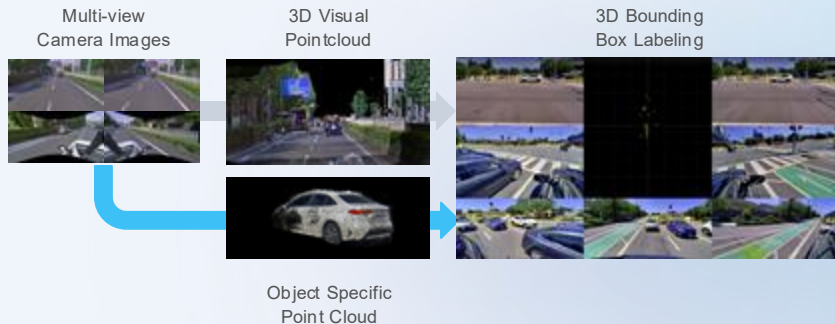 Multi-view
Camera Images
3D Visual
Pointcloud
3D Bounding
Box Labeling
Object Specific
Point Cloud